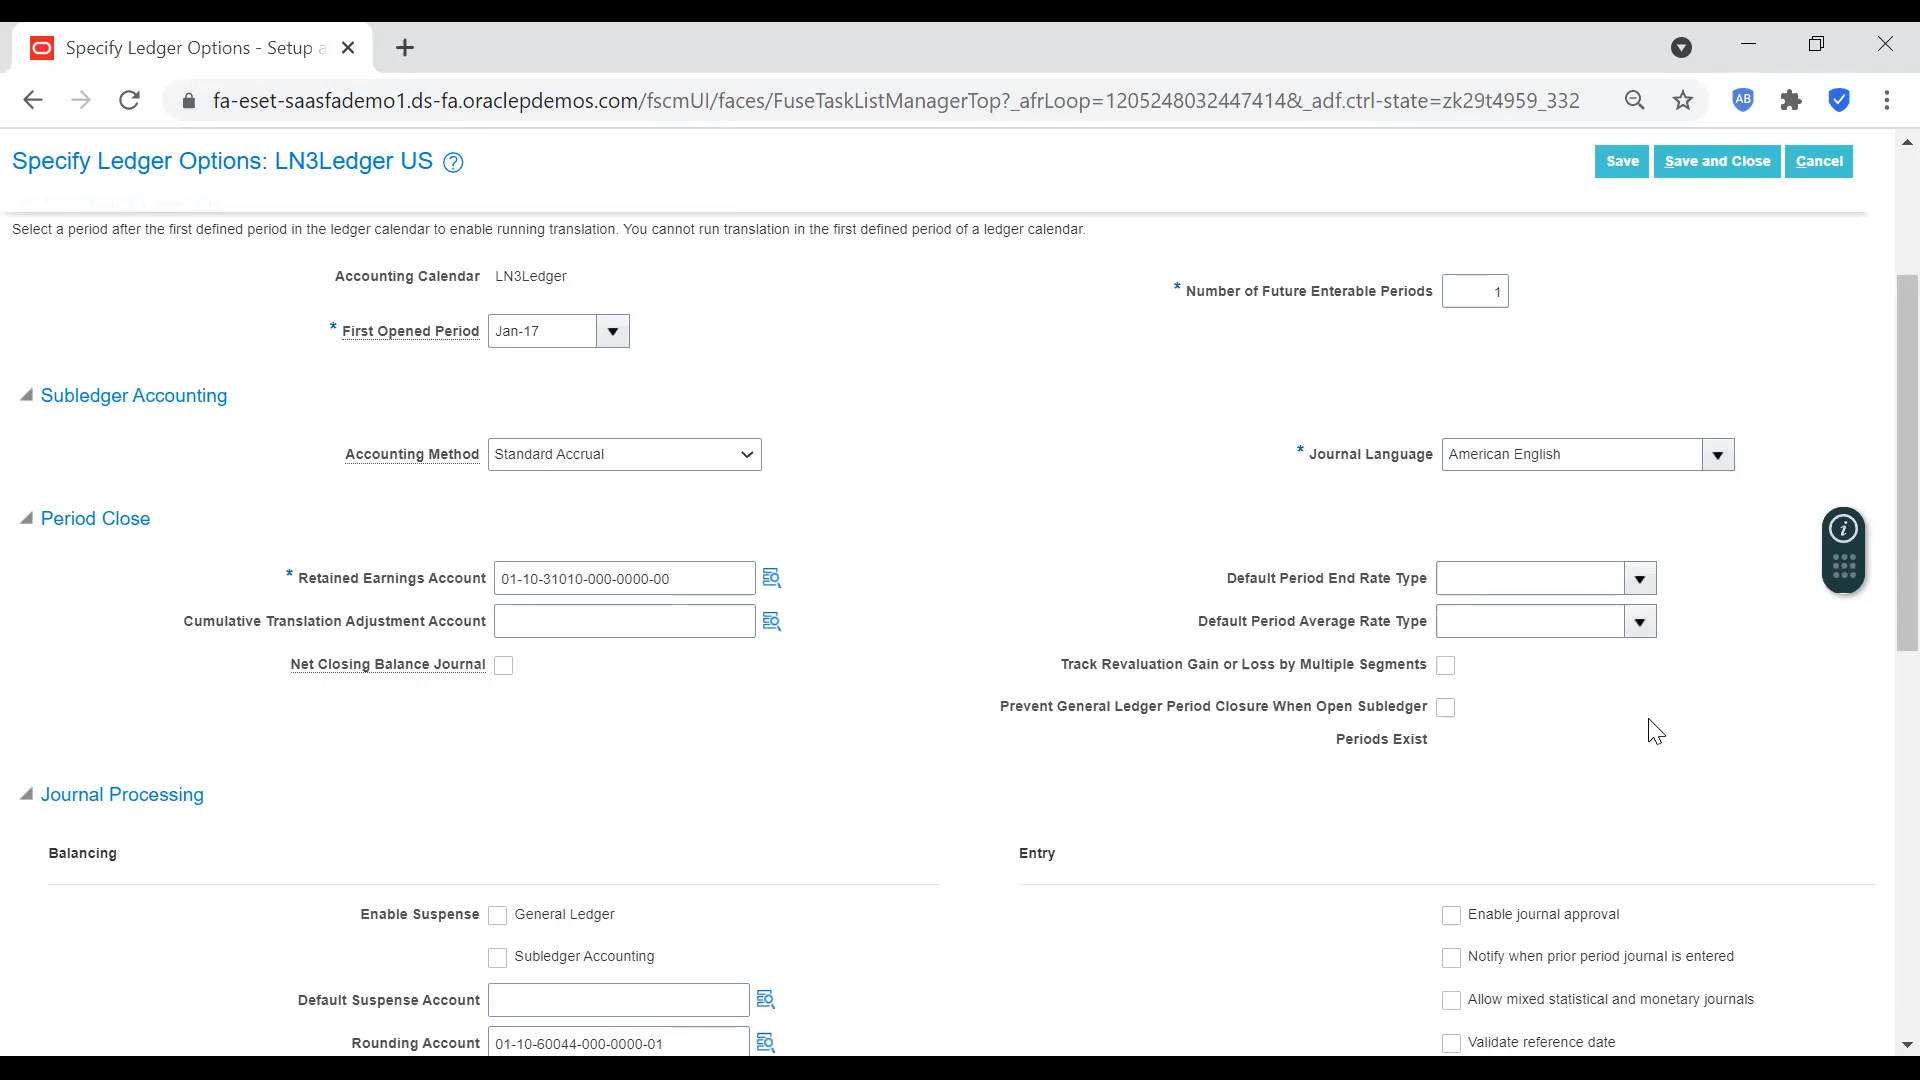 Specify Ledger Options - Setup a
fa-eset-saasfademo1.ds-fa.oraclepdemos.com/fscmUI/faces/FuseTaskListManagerTop?_afrLoop=1205248032447414&_adf.ctrl-state=zk29t4959_332
AB
Specify Ledger Options: LN3Ledger US ?
Save
Save and Close
Cancel
Select a period after the first defined period in the ledger calendar to enable running translation. You cannot run translation in the first defined period of a ledger calendar.
Accounting Calendar LN3Ledger
* Number of Future Enterable Periods 1
* First Opened Period Jan-17
Subledger Accounting
Accounting Method Standard Accrual
* Journal Language American English
Period Close
* Retained Earnings Account 01-10-31010-000-0000-00
Default Period End Rate Type
Cumulative Translation Adjustment Account
Default Period Average Rate Type
Net Closing Balance Journal
Track Revaluation Gain or Loss by Multiple Segments
Prevent General Ledger Period Closure When Open Subledger
Periods Exist
Journal Processing
Balancing
Entry
Enable Suspense General Ledger
Enable journal approval
Subledger Accounting
Notify when prior period journal is entered
Default Suspense Account
Allow mixed statistical and monetary journals
Rounding Account 01-10-60044-000-0000-01
Validate reference date